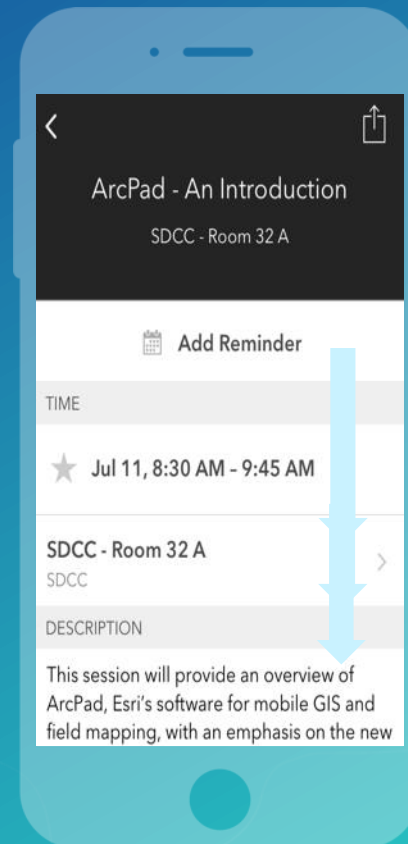 ArcPad - An Introduction
SDCC - Room 32 A
Add Reminder
TIME
Jul 11, 8:30 AM – 9:45 AM
SDCC - Room 32 A
SDCC
DESCRIPTION
This session will provide an overview of
ArcPad, Esri's software for mobile GIS and
field mapping, with an emphasis on the new